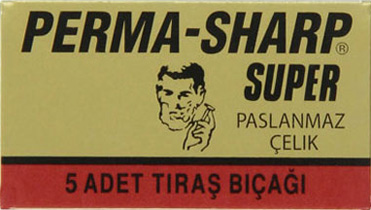 PERMA-SHARP®
SUPER
PASLANMAZ
ÇELIK
5 ADET TIRAŞ BIÇAĞI